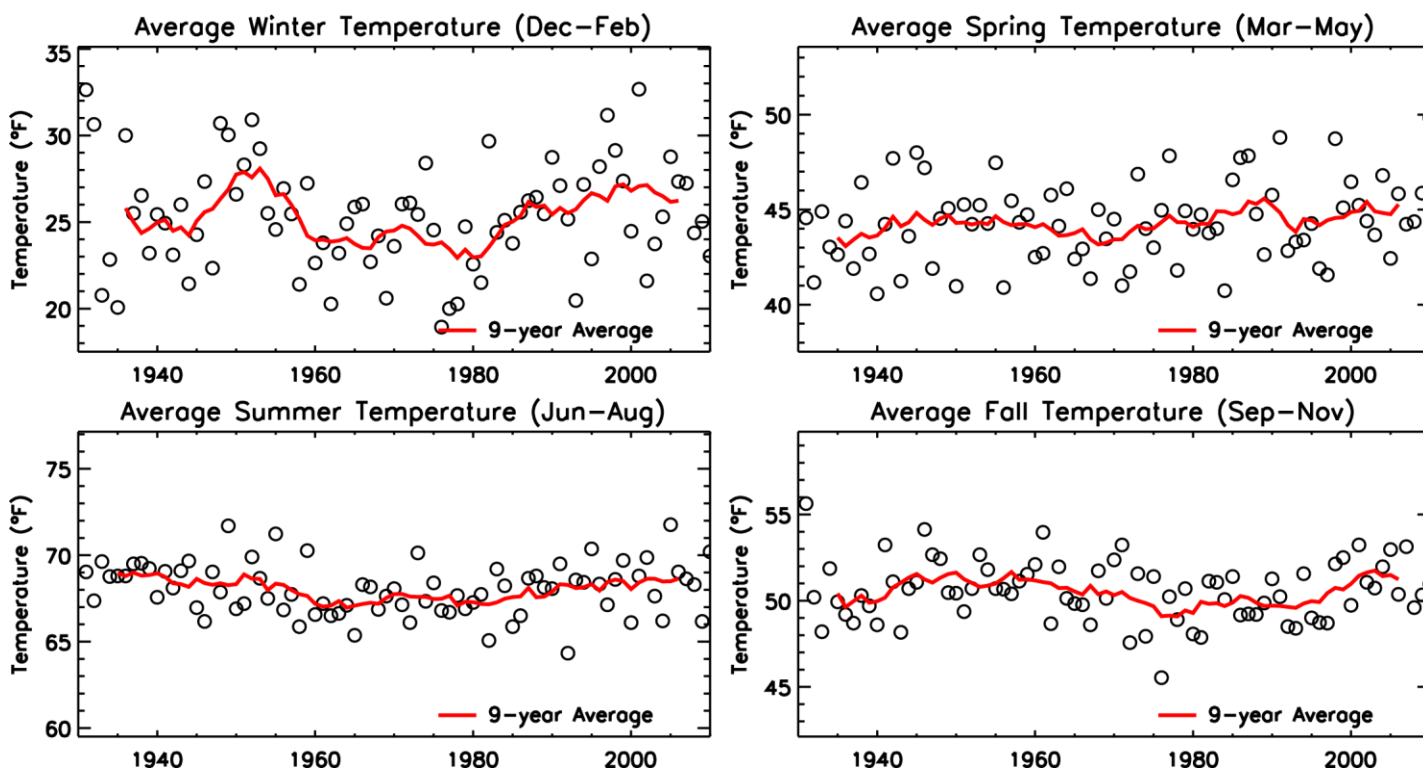 Average Winter Temperature (Dec–Feb)
35
30
25
20
Temperature (°F)
9-year Average
1940 1960 1980 2000
Average Spring Temperature (Mar–May)
50
45
40
Temperature (°F)
9-year Average
1940 1960 1980 2000
Average Summer Temperature (Jun–Aug)
75
70
65
60
Temperature (°F)
9-year Average
1940 1960 1980 2000
Average Fall Temperature (Sep–Nov)
55
50
45
Temperature (°F)
9-year Average
1940 1960 1980 2000